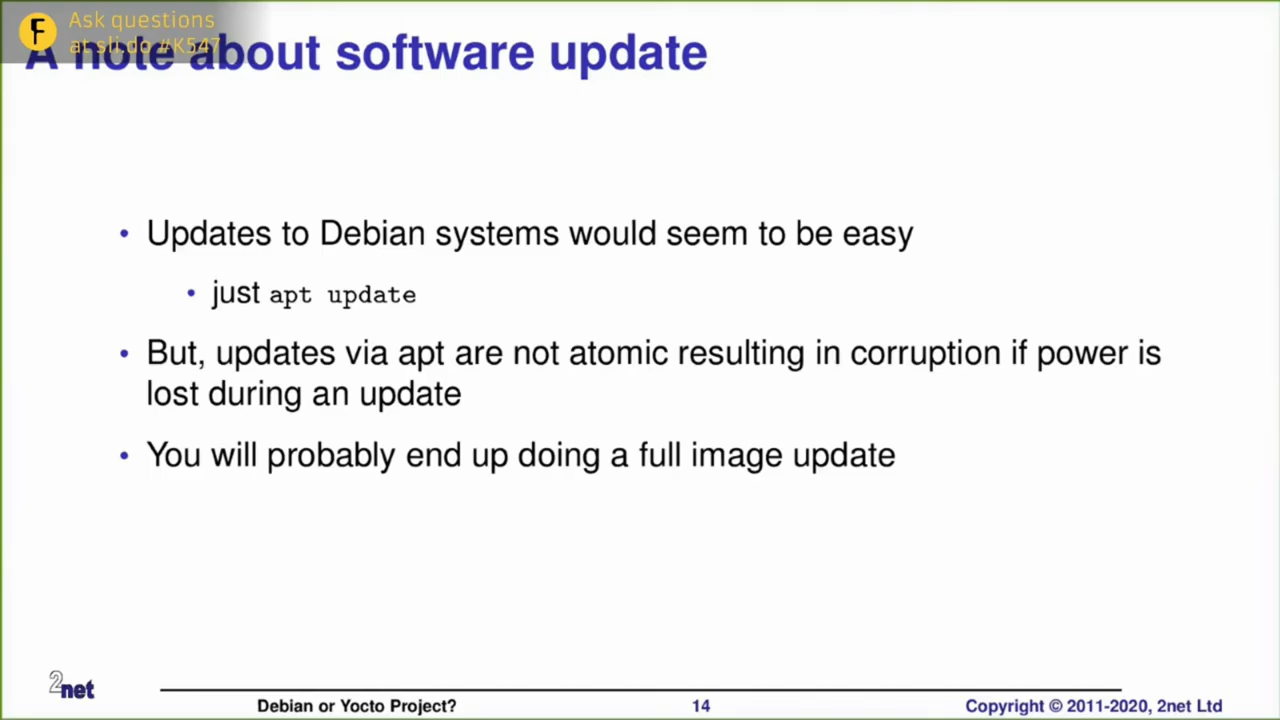 Ask questions
at sli.do #K547
A note about software update
• Updates to Debian systems would seem to be easy
• just apt update
• But, updates via apt are not atomic resulting in corruption if power is
lost during an update
• You will probably end up doing a full image update
2net
Debian or Yocto Project?
14
Copyright © 2011-2020, 2net Ltd